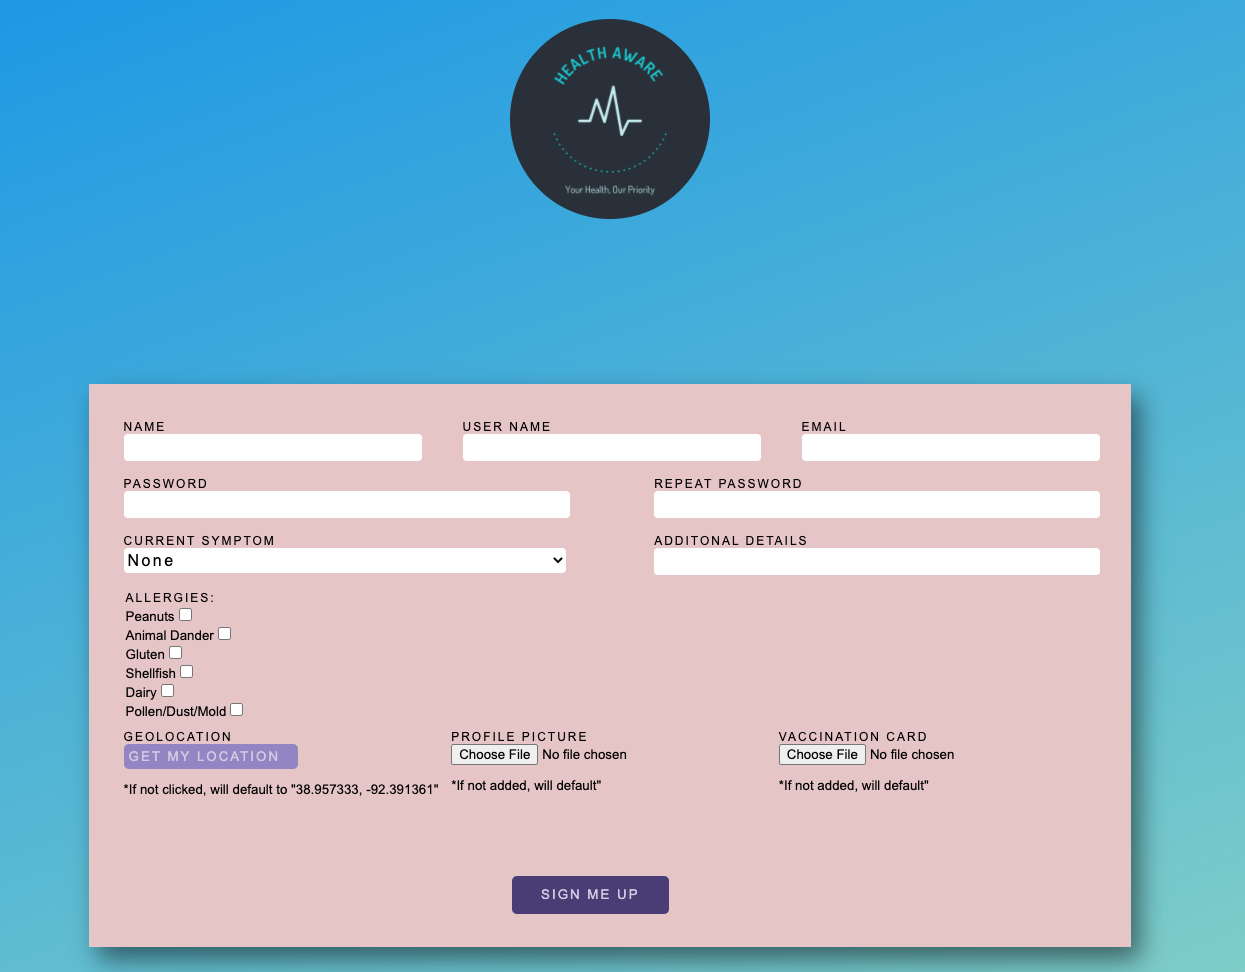 HEALTH AWARE
Your Health, Our Priority
NAME USER NAME EMAIL
PASSWORD REPEAT PASSWORD
CURRENT SYMPTOM ADDITONAL DETAILS
None
ALLERGIES:
Peanuts
Animal Dander
Gluten
Shellfish
Dairy
Pollen/Dust/Mold
GEOLOCATION PROFILE PICTURE VACCINATION CARD
GET MY LOCATION Choose File No file chosen Choose File No file chosen
*If not clicked, will default to "38.957333, -92.391361" *If not added, will default" *If not added, will default"
SIGN ME UP